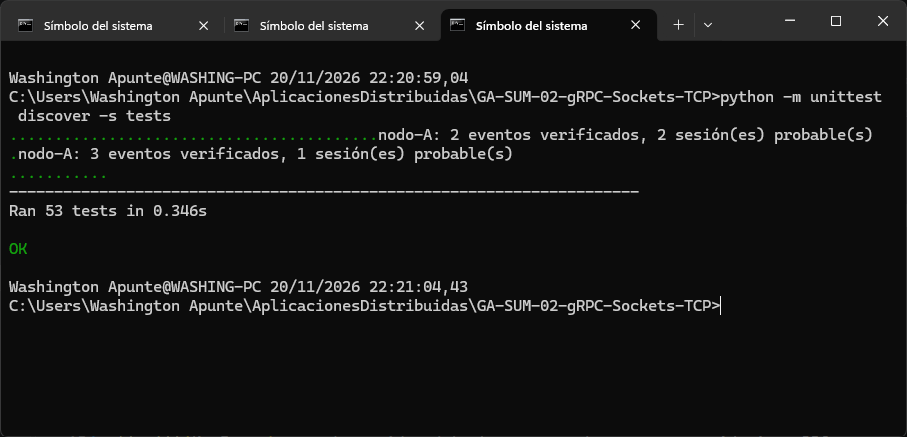 Símbolo del sistema
Símbolo del sistema
Símbolo del sistema
Washington Apunte@WASHING-PC 20/11/2026 22:20:59,04
C:\Users\Washington Apunte\AplicacionesDistribuidas\GA-SUM-02-gRPC-Sockets-TCP>python -m unittest
discover -s tests
.........................................nodo-A: 2 eventos verificados, 2 sesión(es) probable(s)
.nodo-A: 3 eventos verificados, 1 sesión(es) probable(s)
...........
----------------------------------------------------------------------
Ran 53 tests in 0.346s
OK
Washington Apunte@WASHING-PC 20/11/2026 22:21:04,43
C:\Users\Washington Apunte\AplicacionesDistribuidas\GA-SUM-02-gRPC-Sockets-TCP>